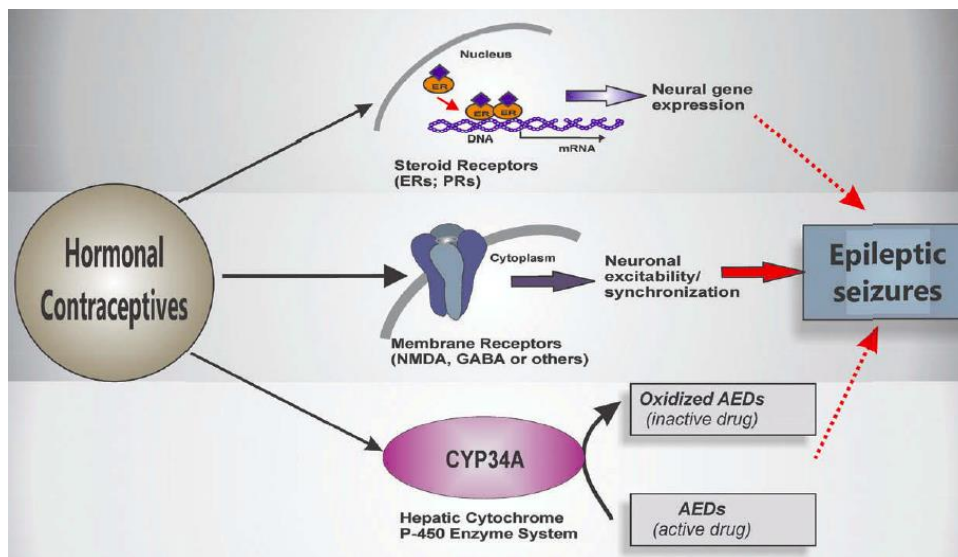 Nucleus
ER
ER
ER
DNA
mRNA
Neural gene
expression
Steroid Receptors
(ERs; PRs)
Hormonal
Contraceptives
Cytoplasm
Neuronal
excitability/
synchronization
Epileptic
seizures
Membrane Receptors
(NMDA, GABA or others)
Oxidized AEDs
(inactive drug)
CYP34A
AEDs
(active drug)
Hepatic Cytochrome
P-450 Enzyme System